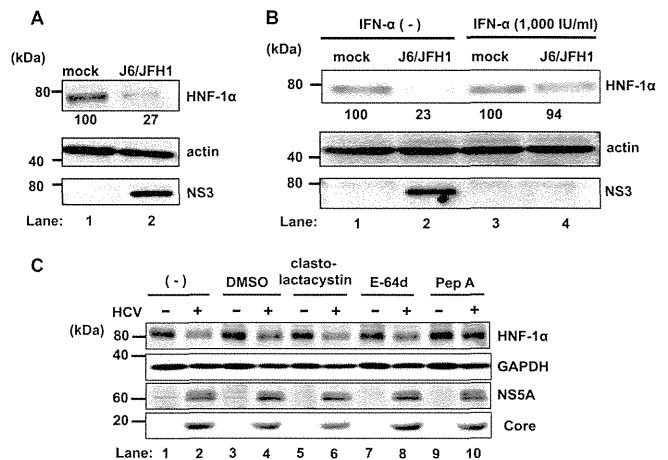 A
(kDa)
mock J6/JFH1
80 HNF-1α
100 27
actin
40
80 NS3
Lane: 1 2
B
IFN-α (-) IFN-α (1,000 IU/ml)
(kDa) mock J6/JFH1 mock J6/JFH1
80 HNF-1α
100 23 100 94
actin
40
80 NS3
Lane: 1 2 3 4
C
(-) DMSO clasto-lactacystin E-64d Pep A
HCV − + − + − + − + − +
(kDa)
80 HNF-1α
40 GAPDH
60 NS5A
20 Core
Lane: 1 2 3 4 5 6 7 8 9 10